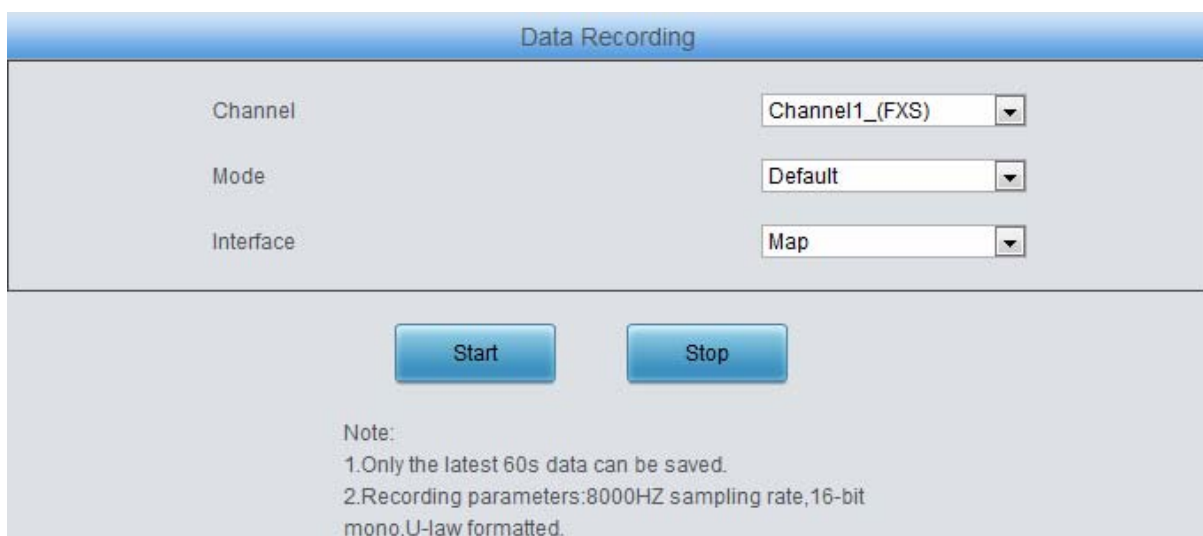 Data Recording
Channel Channel1_(FXS)
Mode Default
Interface Map
Start Stop
Note:
1.Only the latest 60s data can be saved.
2.Recording parameters:8000HZ sampling rate,16-bit
mono,U-law formatted.